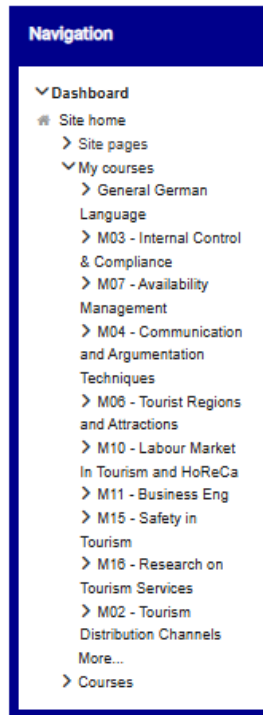 Navigation
Dashboard
Site home
Site pages
My courses
General German
Language
M03 - Internal Control
& Compliance
M07 - Availability
Management
M04 - Communication
and Argumentation
Techniques
M06 - Tourist Regions
and Attractions
M10 - Labour Market
In Tourism and HoReCa
M11 - Business Eng
M15 - Safety in
Tourism
M16 - Research on
Tourism Services
M02 - Tourism
Distribution Channels
More...
Courses